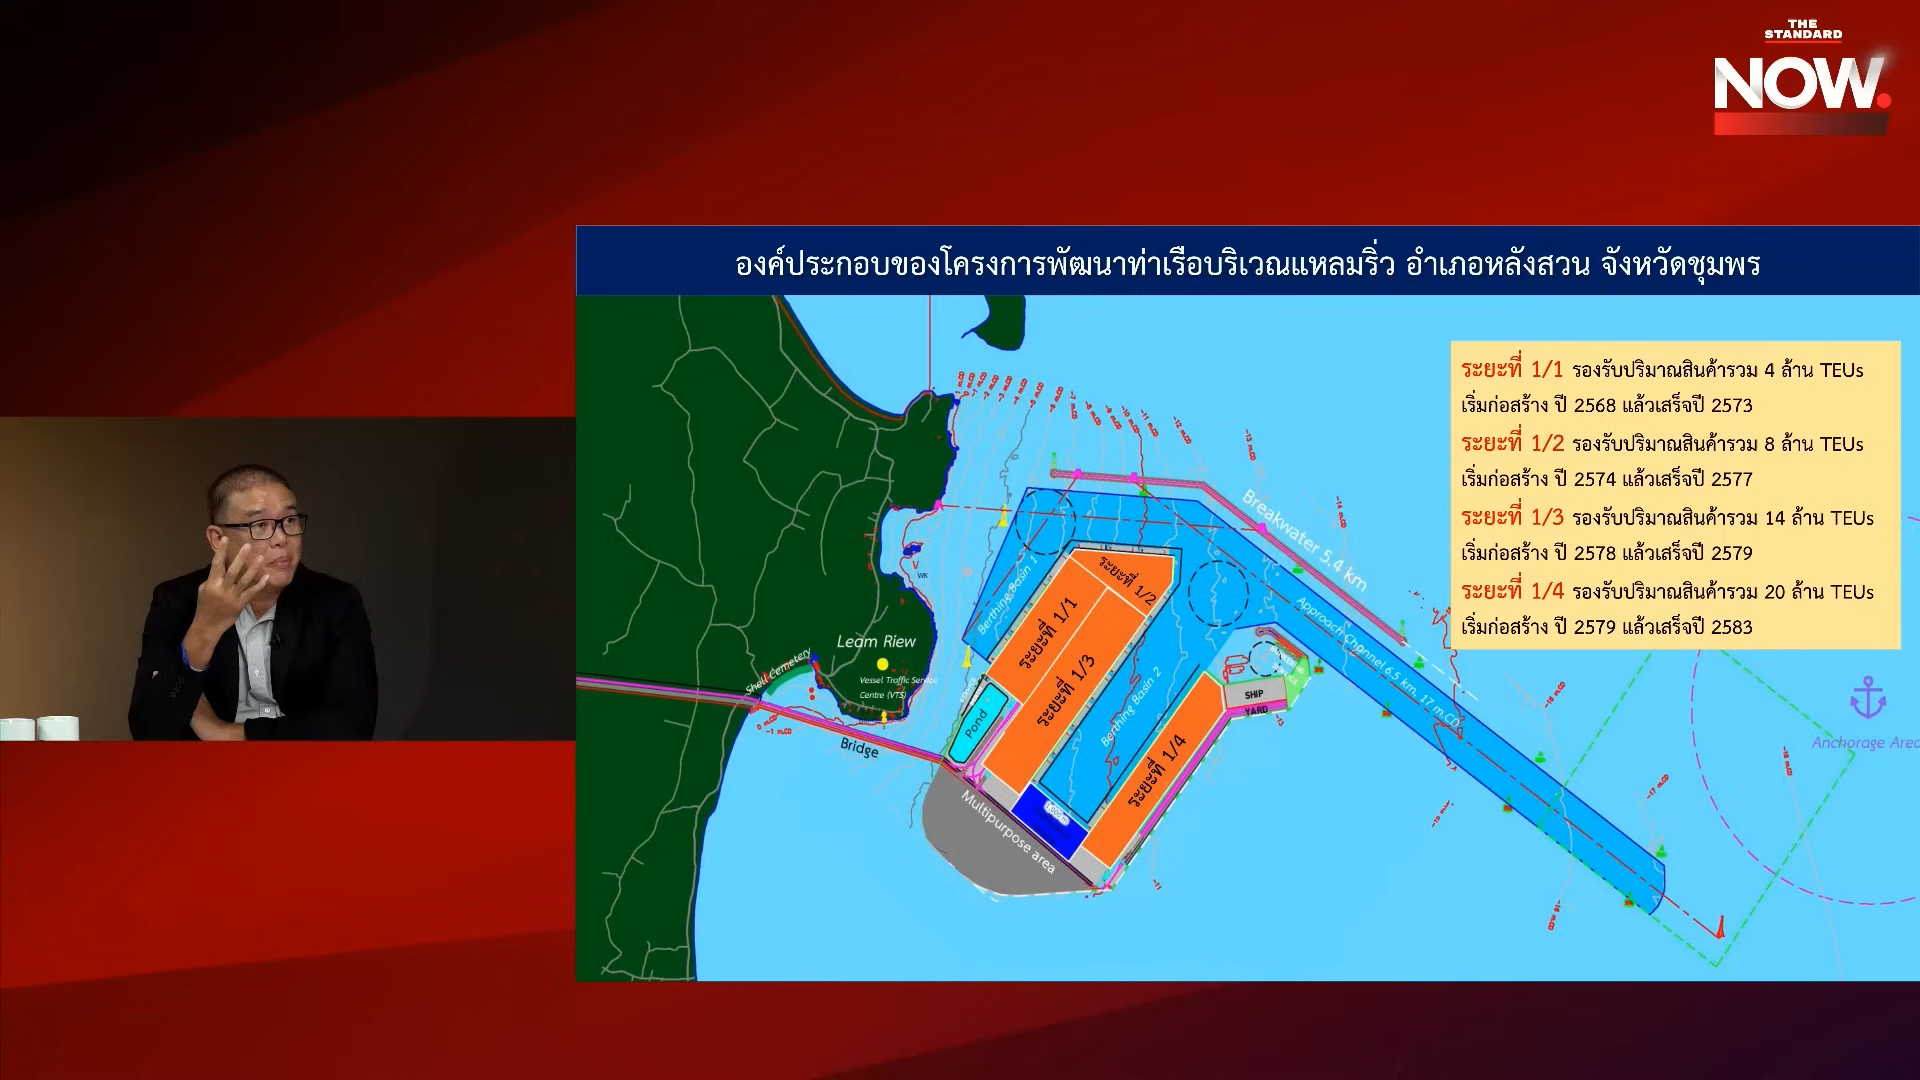 THE
STANDARD
NOW.
องค์ประกอบของโครงการพัฒนาท่าเรือบริเวณแหลมริ่ว อำเภอหลังสวน จังหวัดชุมพร
ระยะที่ 1/1 รองรับปริมาณสินค้ารวม 4 ล้าน TEUs
เริ่มก่อสร้าง ปี 2568 แล้วเสร็จปี 2573
ระยะที่ 1/2 รองรับปริมาณสินค้ารวม 8 ล้าน TEUs
เริ่มก่อสร้าง ปี 2574 แล้วเสร็จปี 2577
ระยะที่ 1/3 รองรับปริมาณสินค้ารวม 14 ล้าน TEUs
เริ่มก่อสร้าง ปี 2578 แล้วเสร็จปี 2579
ระยะที่ 1/4 รองรับปริมาณสินค้ารวม 20 ล้าน TEUs
เริ่มก่อสร้าง ปี 2579 แล้วเสร็จปี 2583
Breakwater 5.4 km
Approach Channel 6.5 km, 17 m.CD
Berthing Basin 1
ระยะที่ 1/2
ระยะที่ 1/1
ระยะที่ 1/3
Berthing Basin 2
ระยะที่ 1/4
SHIP
YARD
Leam Riew
Vessel Traffic Service
Centre (VTS)
Shell Cemetery
Pond
Bridge
Multipurpose area
Anchorage Area